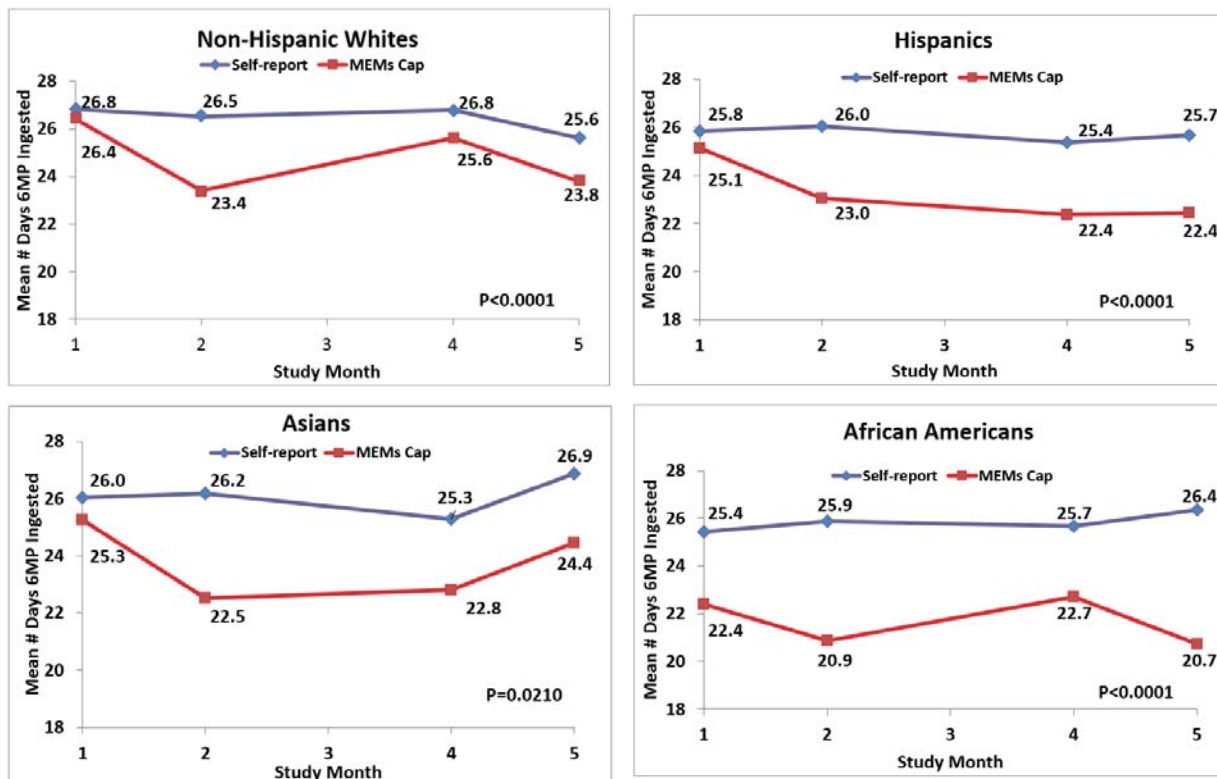 Non-Hispanic Whites
Self-report MEMs Cap
Mean # Days 6MP Ingested
28
26
24
22
20
18
26.8
26.5
26.8
25.6
26.4
23.4
25.6
23.8
P<0.0001
1 2 3 4 5
Study Month
Hispanics
Self-report MEMs Cap
Mean # Days 6MP Ingested
28
26
24
22
20
18
25.8
26.0
25.4
25.7
25.1
23.0
22.4
22.4
P<0.0001
1 2 3 4 5
Study Month
Asians
Self-report MEMs Cap
Mean # Days 6MP Ingested
28
26
24
22
20
18
26.0
26.2
25.3
26.9
25.3
22.5
22.8
24.4
P=0.0210
1 2 3 4 5
Study Month
African Americans
Self-report MEMs Cap
Mean # Days 6MP Ingested
28
26
24
22
20
18
25.4
25.9
25.7
26.4
22.4
20.9
22.7
20.7
P<0.0001
1 2 3 4 5
Study Month